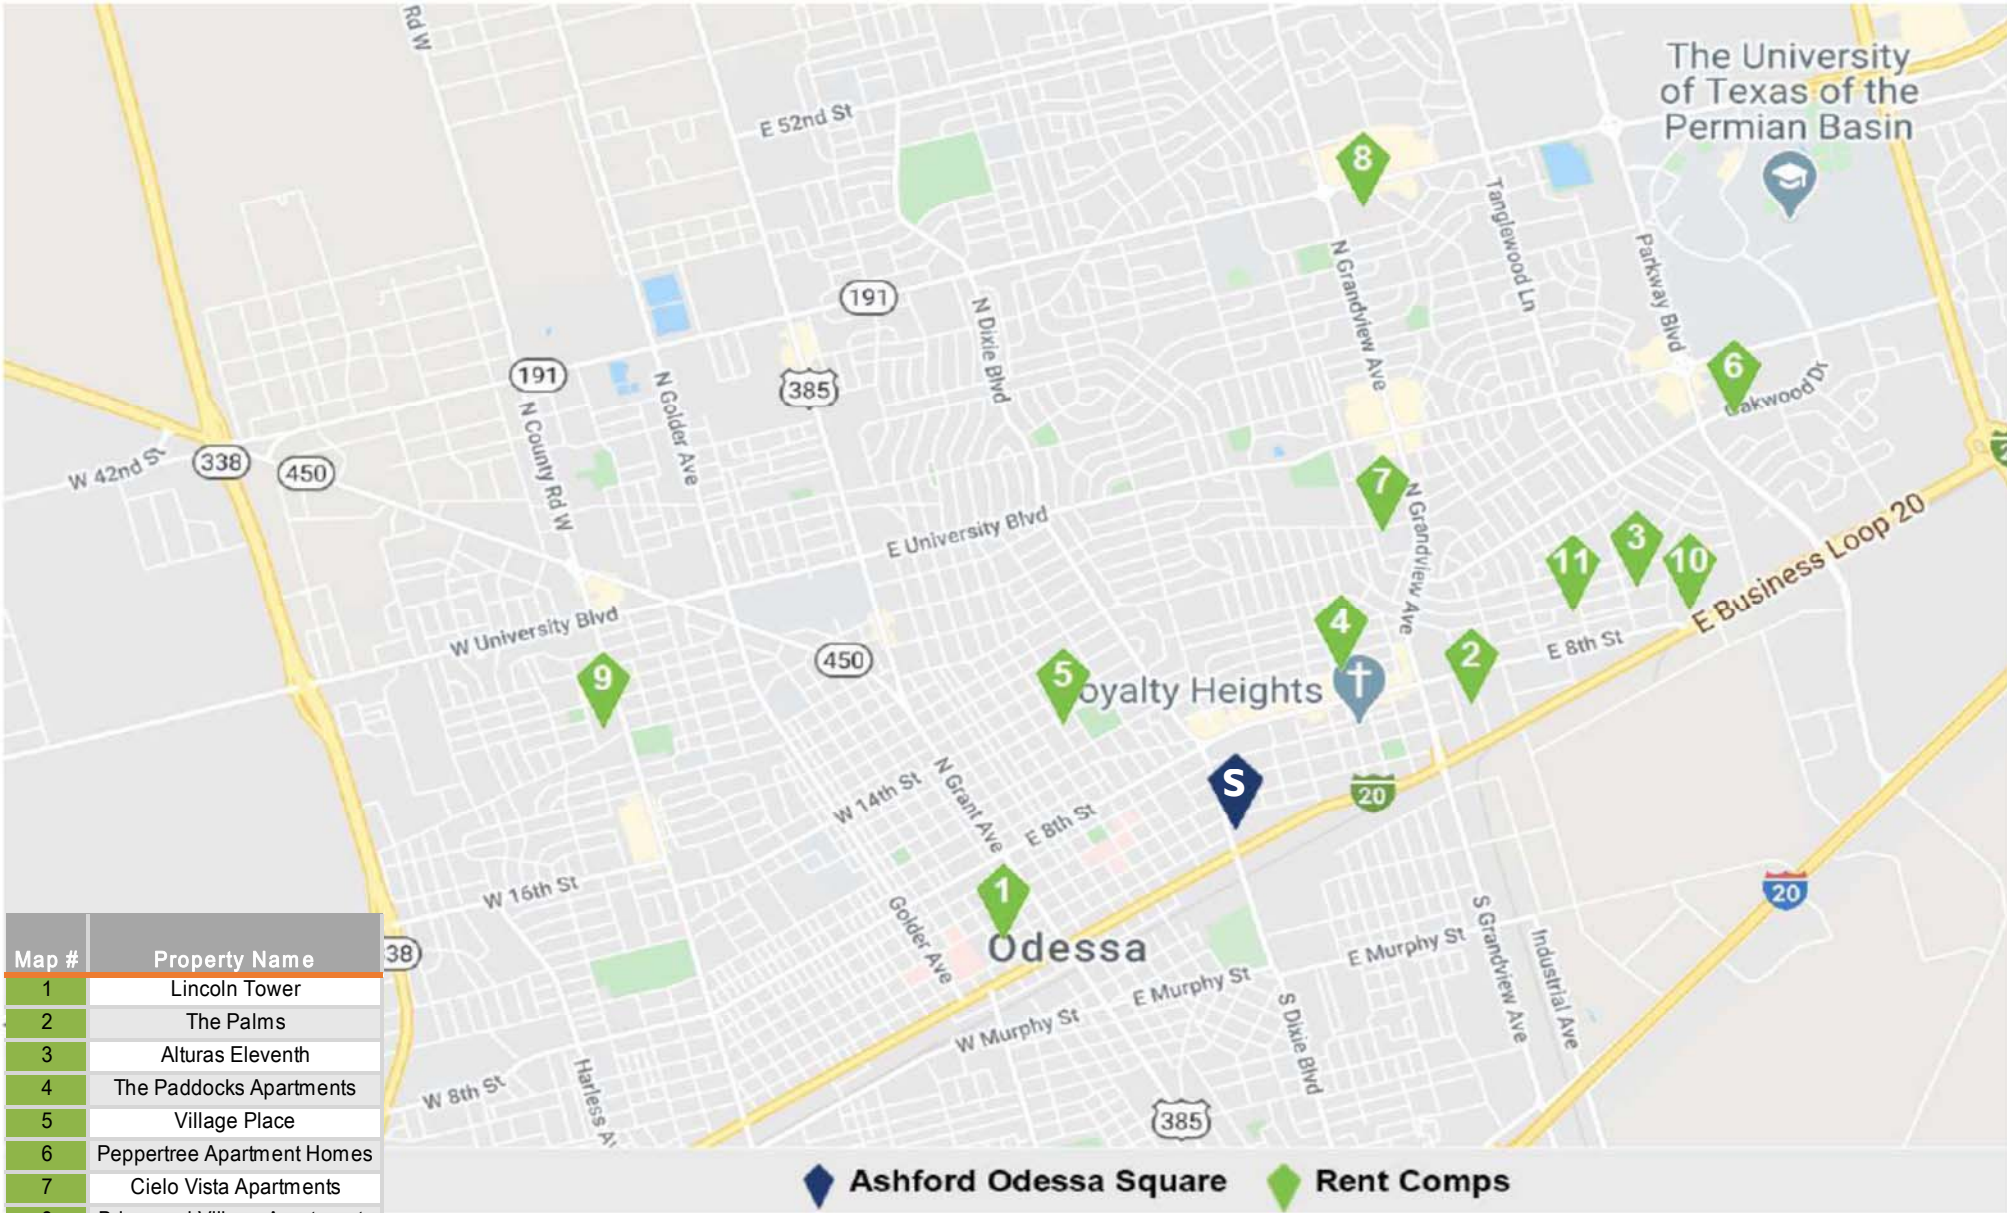 Rd W
E 52nd St
The University
of Texas of the
Permian Basin
8
Tanglewood Ln
N Grandview Ave
Parkway Blvd
191
N Dixie Blvd
191
385
N Golder Ave
N County Rd W
6
Oakwood Dr
W 42nd St
338
450
7
N Grandview Ave
E University Blvd
11
3
10
E Business Loop 20
W University Blvd
4
2
E 8th St
450
9
5
oyalty Heights
S
20
W 14th St
N Grant Ave
E 8th St
W 16th St
1
Golder Ave
Odessa
20
38
E Murphy St
S Grandview Ave
Industrial Ave
E Murphy St
W Murphy St
S Dixie Blvd
W 8th St
Harless Av
385
Map # Property Name
1 Lincoln Tower
2 The Palms
3 Alturas Eleventh
4 The Paddocks Apartments
5 Village Place
6 Peppertree Apartment Homes
7 Cielo Vista Apartments
Ashford Odessa Square
Rent Comps